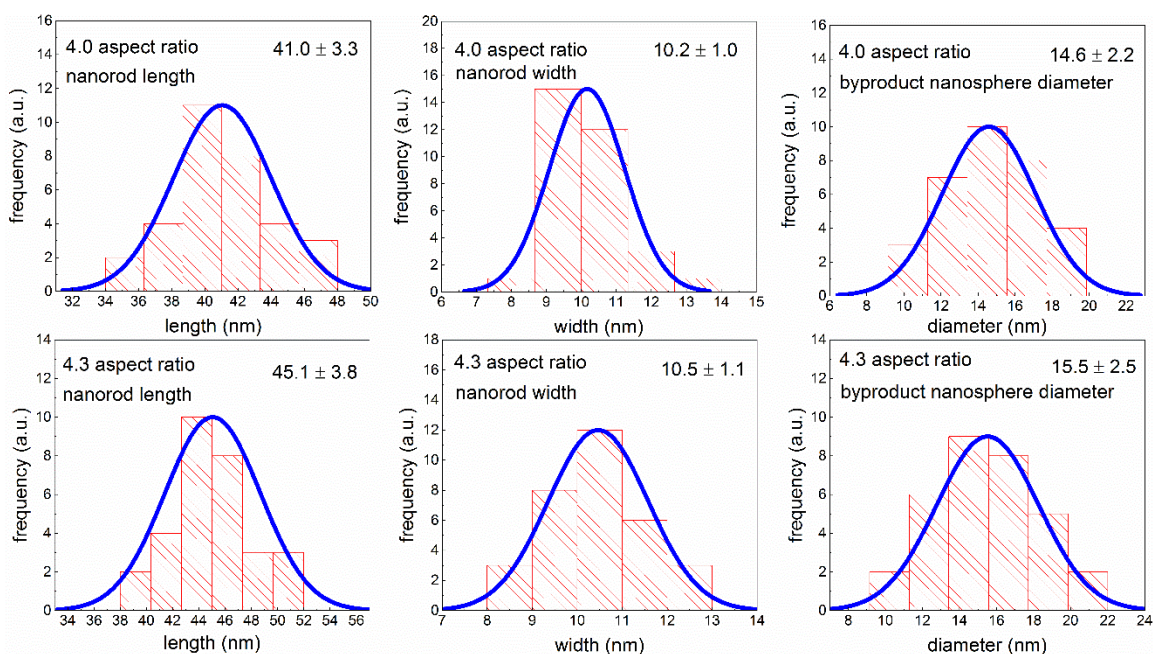 16
14
12
10
8
6
4
2
0
frequency (a.u.)
4.0 aspect ratio
nanorod length
41.0 ± 3.3
32 34 36 38 40 42 44 46 48 50
length (nm)
20
18
16
14
12
10
8
6
4
2
0
frequency (a.u.)
4.0 aspect ratio
nanorod width
10.2 ± 1.0
6 7 8 9 10 11 12 13 14 15
width (nm)
16
14
12
10
8
6
4
2
0
frequency (a.u.)
4.0 aspect ratio
14.6 ± 2.2
byproduct nanosphere diameter
6 8 10 12 14 16 18 20 22
diameter (nm)
14
12
10
8
6
4
2
0
frequency (a.u.)
4.3 aspect ratio
nanorod length
45.1 ± 3.8
34 36 38 40 42 44 46 48 50 52 54 56
length (nm)
14
12
10
8
6
4
2
0
frequency (a.u.)
4.3 aspect ratio
nanorod width
10.5 ± 1.1
7 8 9 10 11 12 13 14
width (nm)
14
12
10
8
6
4
2
0
frequency (a.u.)
4.3 aspect ratio
15.5 ± 2.5
byproduct nanosphere diameter
8 10 12 14 16 18 20 22 24
diameter (nm)